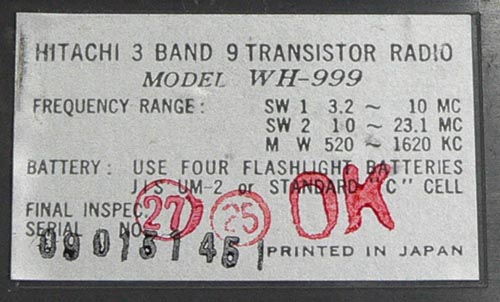 HITACHI 3 BAND 9 TRANSISTOR RADIO
MODEL WH-999
FREQUENCY RANGE: SW 1 3.2 ~ 10 MC
SW 2 10 ~ 23.1 MC
M W 520 ~ 1620 KC
BATTERY: USE FOUR FLASHLIGHT BATTERIES
JIS UM-2 or STANDARD "C" CELL
FINAL INSPEC. 27 25 OK
SERIAL NO.
PRINTED IN JAPAN